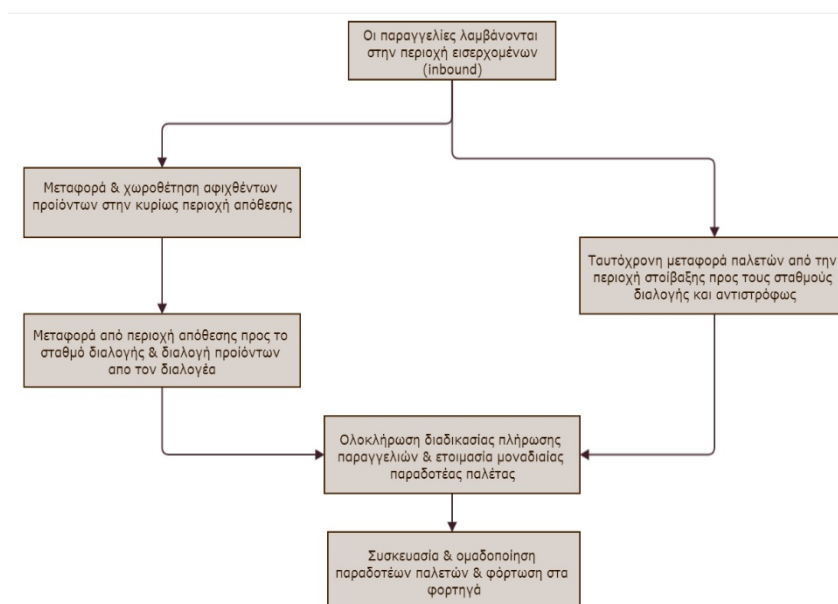 Οι παραγγελίες λαμβάνονται
στην περιοχή εισερχομένων
(inbound)
Μεταφορά & χωροθέτηση αφιχθέντων
προϊόντων στην κυρίως περιοχή απόθεσης
Ταυτόχρονη μεταφορά παλετών από την
περιοχή στοίβαξης προς τους σταθμούς
διαλογής και αντιστρόφως
Μεταφορά από περιοχή απόθεσης προς το
σταθμό διαλογής & διαλογή προϊόντων
απο τον διαλογέα
Ολοκλήρωση διαδικασίας πλήρωσης
παραγγελιών & ετοιμασία μοναδιαίας
παραδοτέας παλέτας
Συσκευασία & ομαδοποίηση
παραδοτέων παλετών & φόρτωση στα
φορτηγά